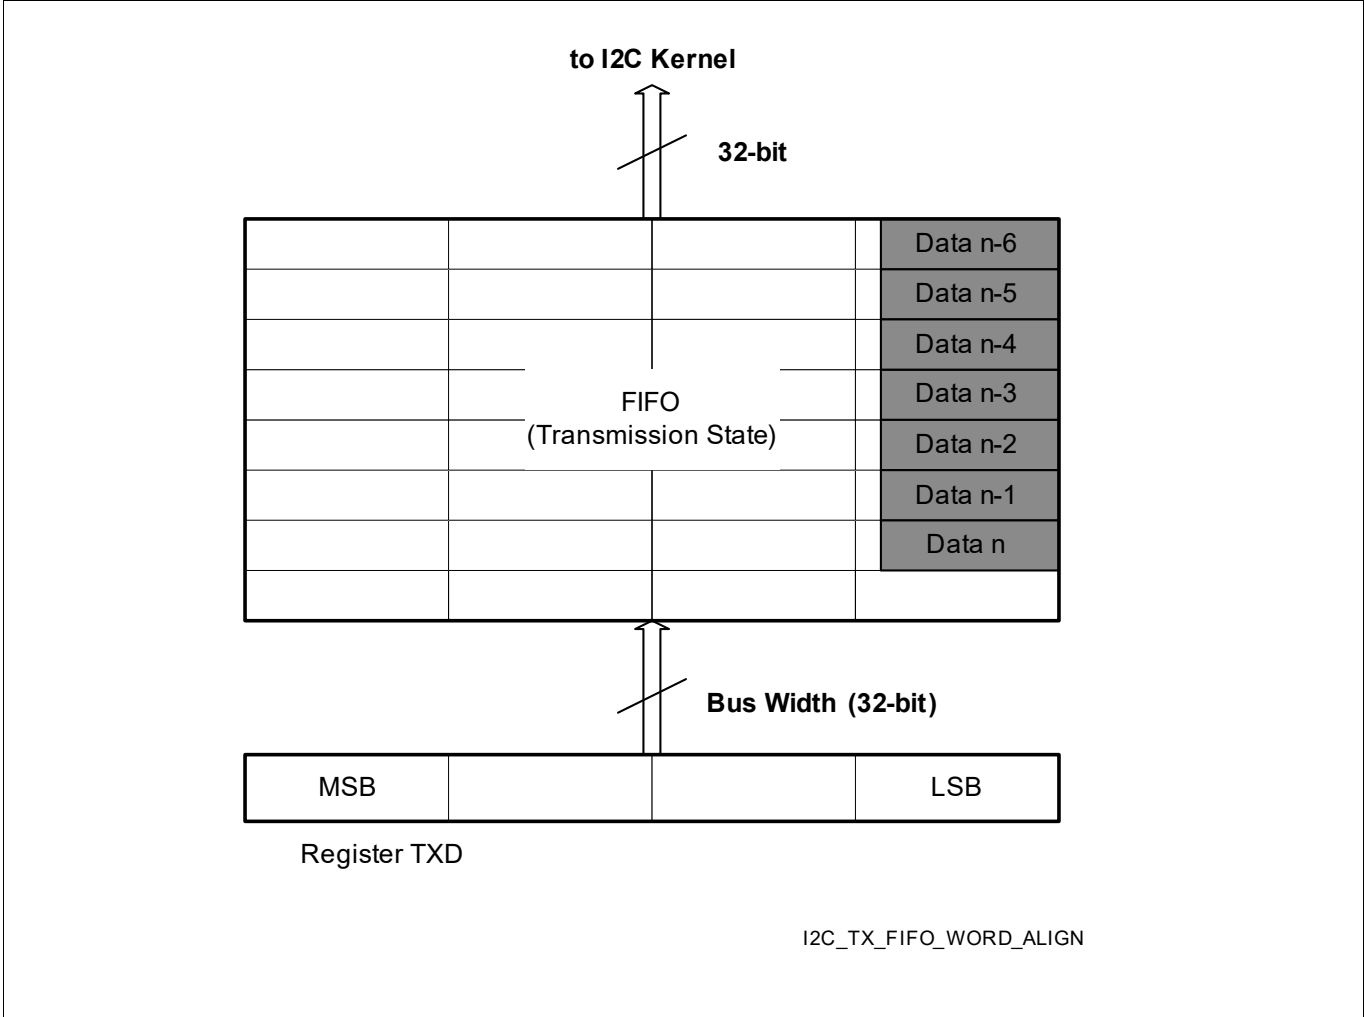 to I2C Kernel
32-bit
Data n-6
Data n-5
Data n-4
Data n-3
FIFO
(Transmission State)
Data n-2
Data n-1
Data n
Bus Width (32-bit)
MSB LSB
Register TXD
I2C_TX_FIFO_WORD_ALIGN